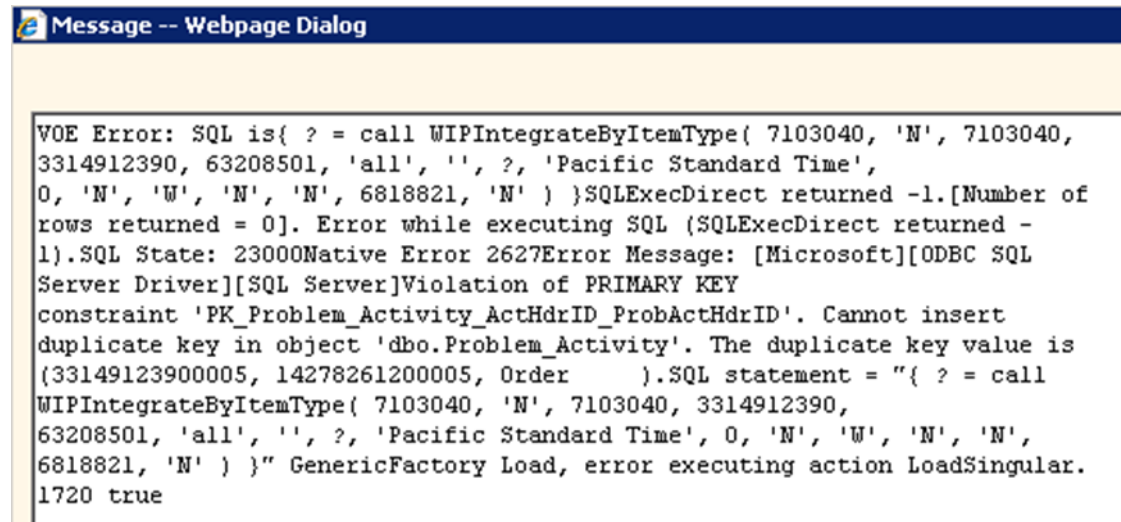 Message -- Webpage Dialog
VOE Error: SQL is{ ? = call WIPIntegrateByItemType( 7103040, 'N', 7103040,
3314912390, 63208501, 'all', '', ?, 'Pacific Standard Time',
0, 'N', 'W', 'N', 'N', 6818821, 'N' ) }SQLExecDirect returned -1.[Number of
rows returned = 0]. Error while executing SQL (SQLExecDirect returned -
1).SQL State: 23000Native Error 2627Error Message: [Microsoft][ODBC SQL
Server Driver][SQL Server]Violation of PRIMARY KEY
constraint 'PK_Problem_Activity_ActHdrID_ProbActHdrID'. Cannot insert
duplicate key in object 'dbo.Problem_Activity'. The duplicate key value is
(33149123900005, 14278261200005, Order     ).SQL statement = "{ ? = call
WIPIntegrateByItemType( 7103040, 'N', 7103040, 3314912390,
63208501, 'all', '', ?, 'Pacific Standard Time', 0, 'N', 'W', 'N', 'N',
6818821, 'N' ) }" GenericFactory Load, error executing action LoadSingular.
1720 true